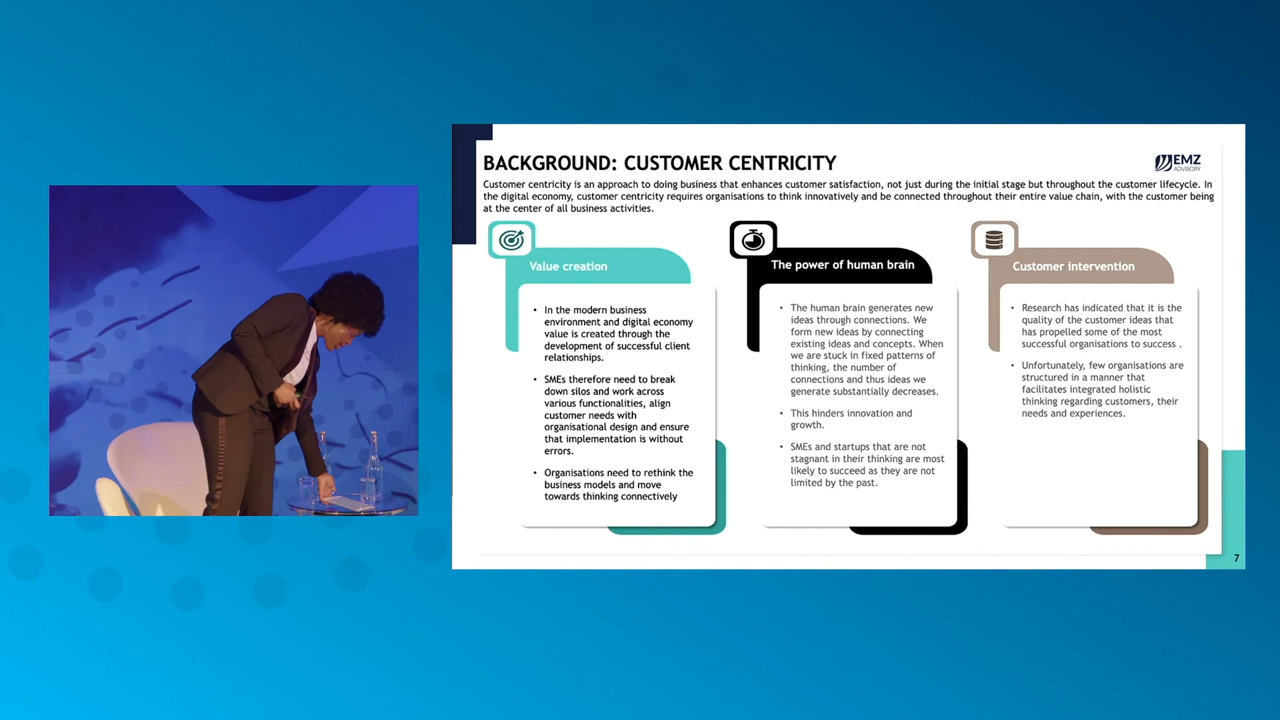 BACKGROUND: CUSTOMER CENTRICITY
EMZ
ADVISORY
Customer centricity is an approach to doing business that enhances customer satisfaction, not just during the initial stage but throughout the customer lifecycle. In
the digital economy, customer centricity requires organisations to think innovatively and be connected throughout their entire value chain, with the customer being
at the center of all business activities.
Value creation
• In the modern business
environment and digital economy
value is created through the
development of successful client
relationships.
• SMEs therefore need to break
down silos and work across
various functionalities, align
customer needs with
organisational design and ensure
that implementation is without
errors.
• Organisations need to rethink the
business models and move
towards thinking connectively
The power of human brain
• The human brain generates new
ideas through connections. We
form new ideas by connecting
existing ideas and concepts. When
we are stuck in fixed patterns of
thinking, the number of
connections and thus ideas we
generate substantially decreases.
• This hinders innovation and
growth.
• SMEs and startups that are not
stagnant in their thinking are most
likely to succeed as they are not
limited by the past.
Customer intervention
• Research has indicated that it is the
quality of the customer ideas that
has propelled some of the most
successful organisations to success .
• Unfortunately, few organisations are
structured in a manner that
facilitates integrated holistic
thinking regarding customers, their
needs and experiences.
7